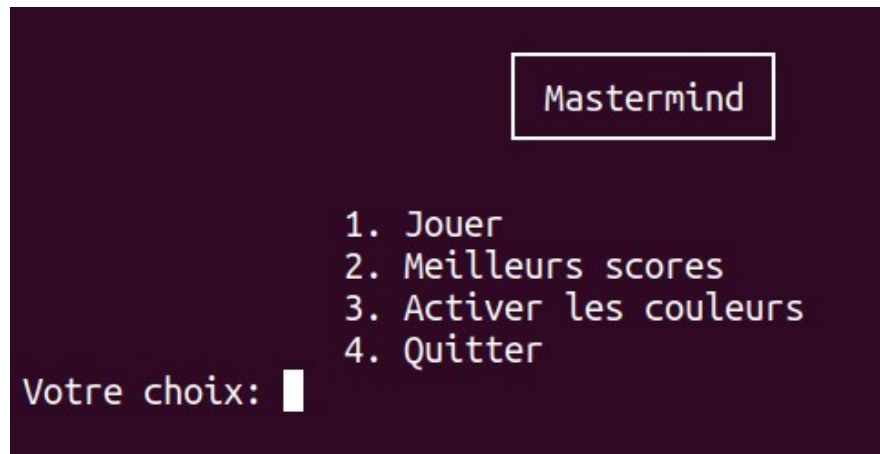 Mastermind
1. Jouer
2. Meilleurs scores
3. Activer les couleurs
4. Quitter
Votre choix: